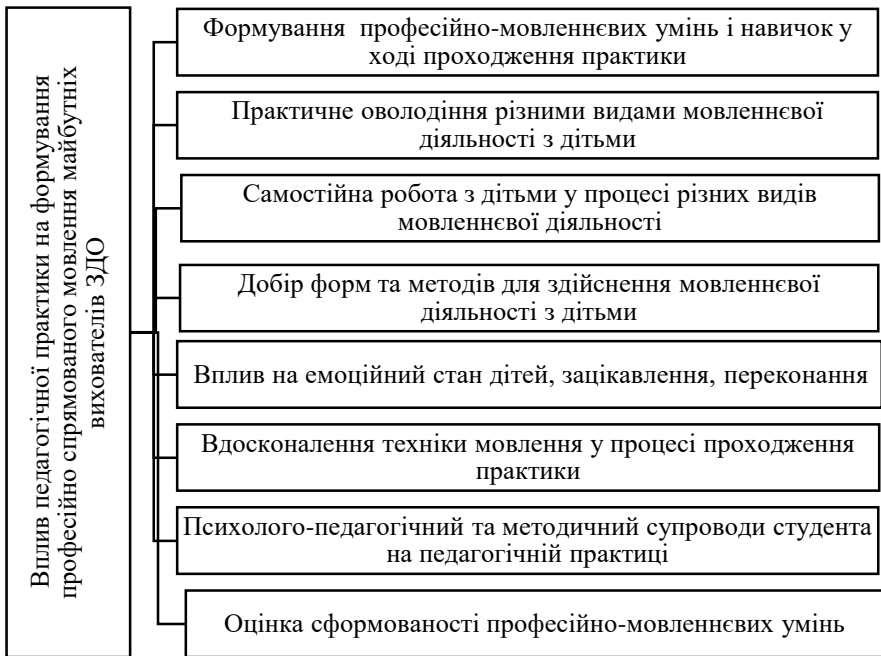 Вплив педагогічної практики на формування
професійно спрямованого мовлення майбутніх
вихователів ЗДО
Формування професійно-мовленнєвих умінь і навичок у
ході проходження практики
Практичне оволодіння різними видами мовленнєвої
діяльності з дітьми
Самостійна робота з дітьми у процесі різних видів
мовленнєвої діяльності
Добір форм та методів для здійснення мовленнєвої
діяльності з дітьми
Вплив на емоційний стан дітей, зацікавлення, переконання
Вдосконалення техніки мовлення у процесі проходження
практики
Психолого-педагогічний та методичний супроводи студента
на педагогічній практиці
Оцінка сформованості професійно-мовленнєвих умінь